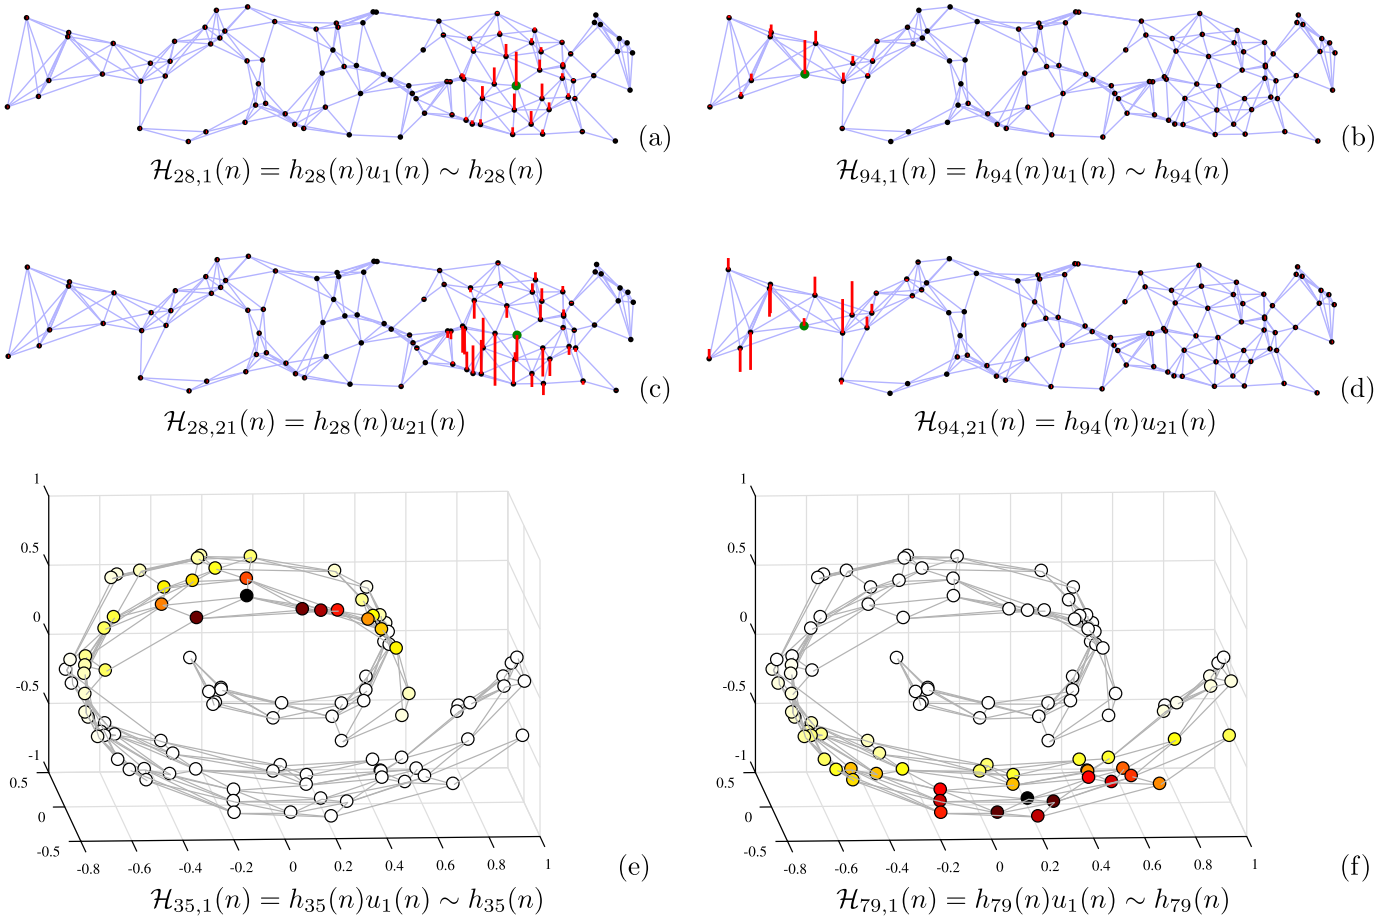 (a)
(b)
ℋ₂₈,₁(n) = h₂₈(n)u₁(n) ∼ h₂₈(n)
ℋ₉₄,₁(n) = h₉₄(n)u₁(n) ∼ h₉₄(n)
(c)
(d)
ℋ₂₈,₂₁(n) = h₂₈(n)u₂₁(n)
ℋ₉₄,₂₁(n) = h₉₄(n)u₂₁(n)
1
0.5
0
-0.5
-1
0.5
0
-0.5
-0.8 -0.6 -0.4 -0.2 0 0.2 0.4 0.6 0.8 1
(e)
1
0.5
0
-0.5
-1
0.5
0
-0.5
-0.8 -0.6 -0.4 -0.2 0 0.2 0.4 0.6 0.8 1
(f)
ℋ₃₅,₁(n) = h₃₅(n)u₁(n) ∼ h₃₅(n)
ℋ₇₉,₁(n) = h₇₉(n)u₁(n) ∼ h₇₉(n)